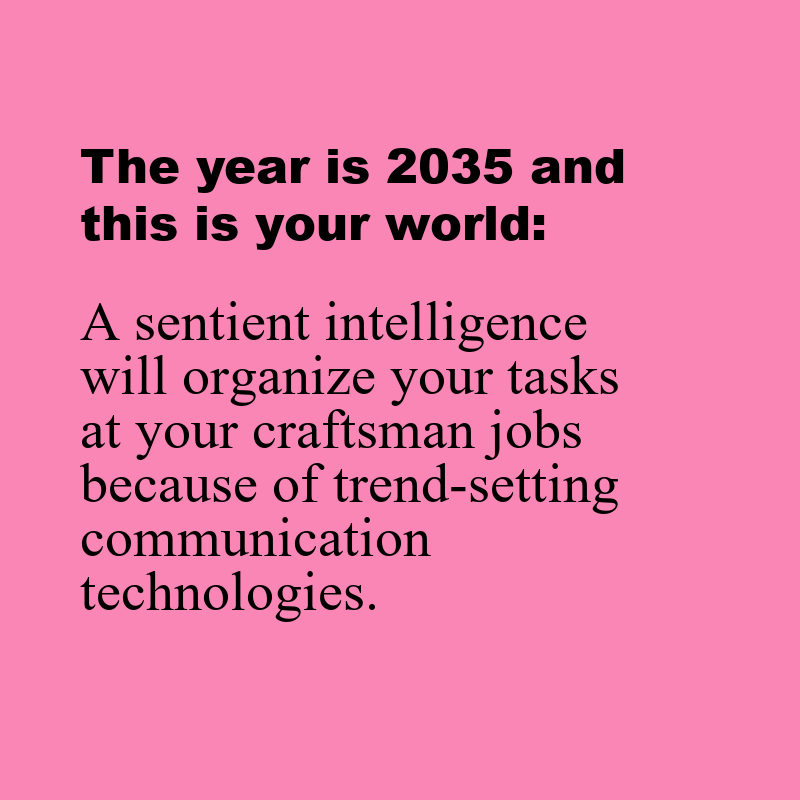 The year is 2035 and
this is your world:
A sentient intelligence
will organize your tasks
at your craftsman jobs
because of trend-setting
communication
technologies.